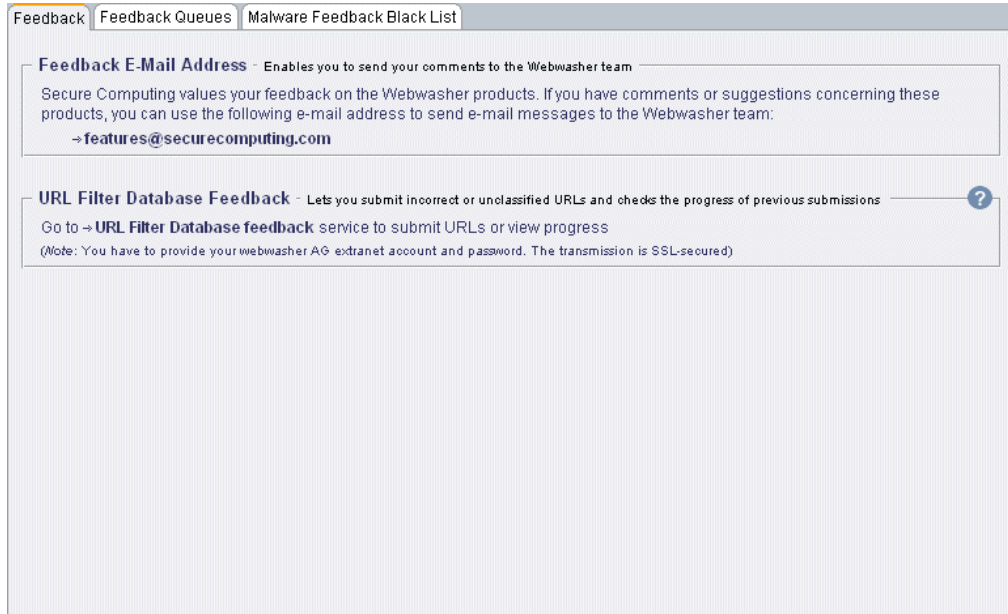 Feedback Feedback Queues Malware Feedback Black List
Feedback E-Mail Address - Enables you to send your comments to the Webwasher team
Secure Computing values your feedback on the Webwasher products. If you have comments or suggestions concerning these
products, you can use the following e-mail address to send e-mail messages to the Webwasher team:
→features@securecomputing.com
URL Filter Database Feedback - Lets you submit incorrect or unclassified URLs and checks the progress of previous submissions ?
Go to →URL Filter Database feedback service to submit URLs or view progress
(Note: You have to provide your webwasher AG extranet account and password. The transmission is SSL-secured)